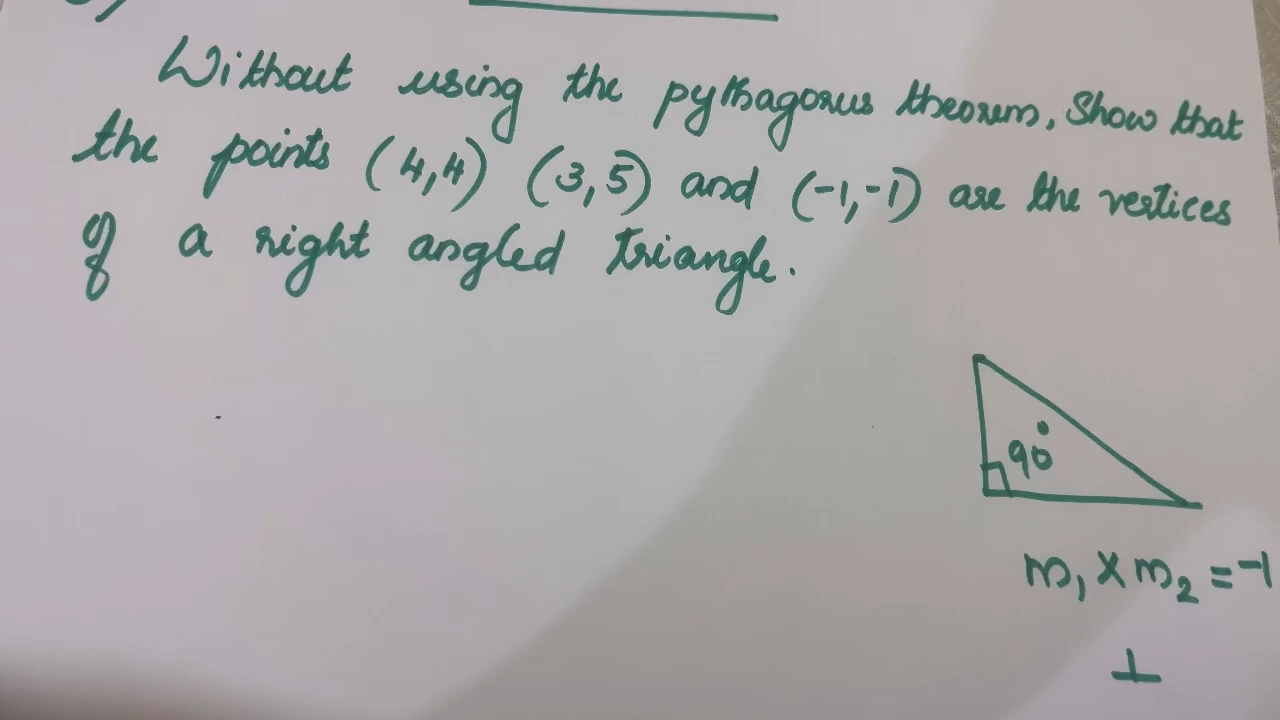 Without using the pythagorus theorem, Show that
the points (4,4) (3,5) and (-1,-1) are the vertices
of a right angled triangle.
90°
m₁ × m₂ = -1
⊥